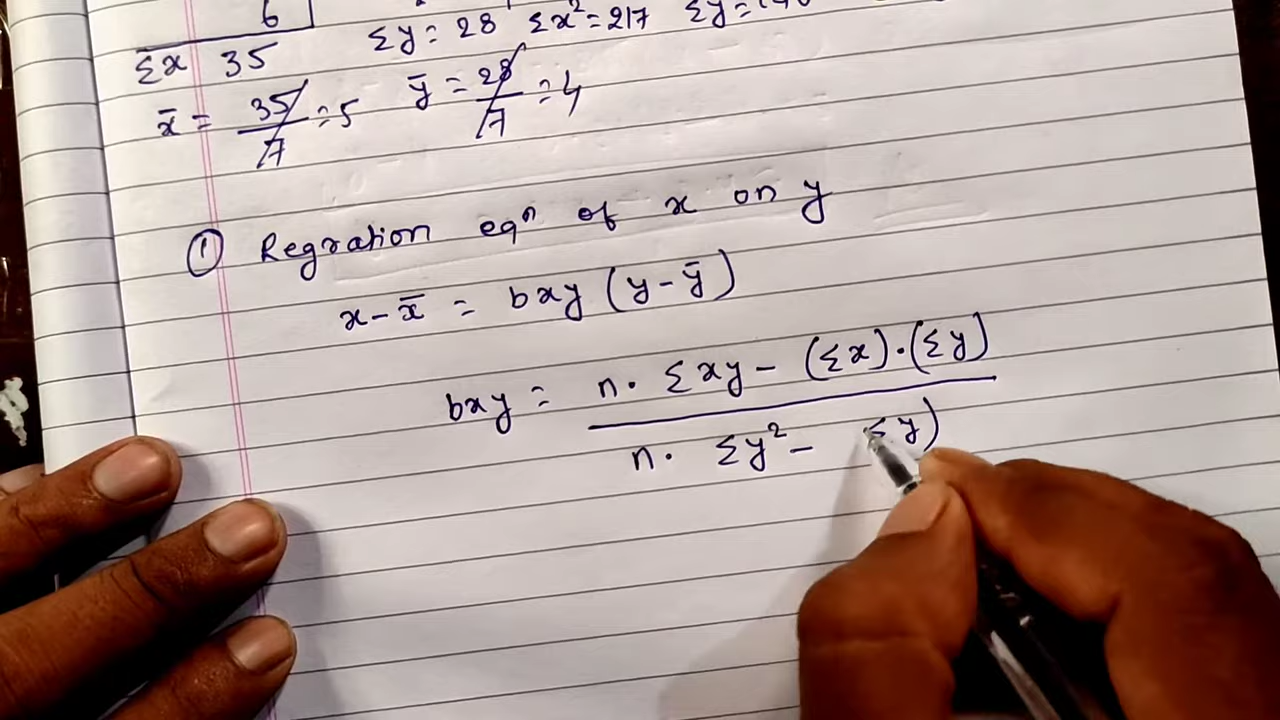 6
Σx 35 Σy = 28 Σx² = 217 Σy =
x̄ = 35/7 = 5 ȳ = 28/7 = 4
① Regration eqⁿ of x on y
x - x̄ = bxy (y - ȳ)
bxy = n. Σxy - (Σx).(Σy)
n. Σy² - Σy)